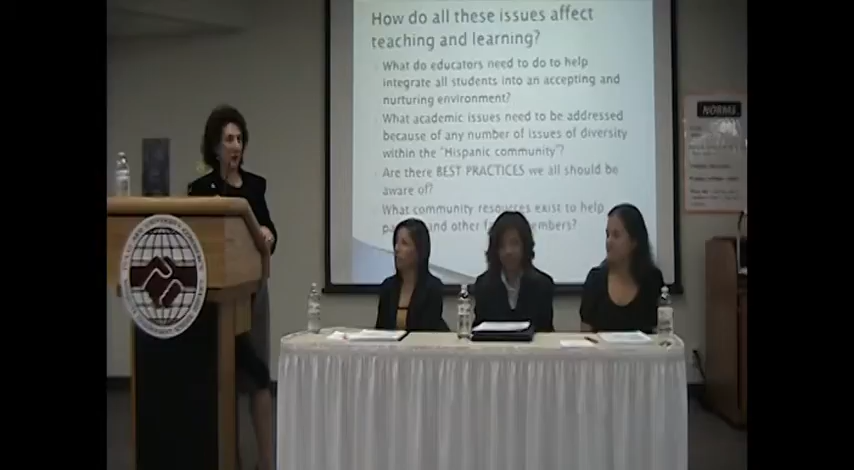 How do all these issues affect
teaching and learning?
What do educators need to do to help
integrate all students into an accepting and
nurturing environment?
What academic issues need to be addressed
because of any number of issues of diversity
within the "Hispanic community"?
Are there BEST PRACTICES we all should be
aware of?
What community resources exist to help
and other
NORMS